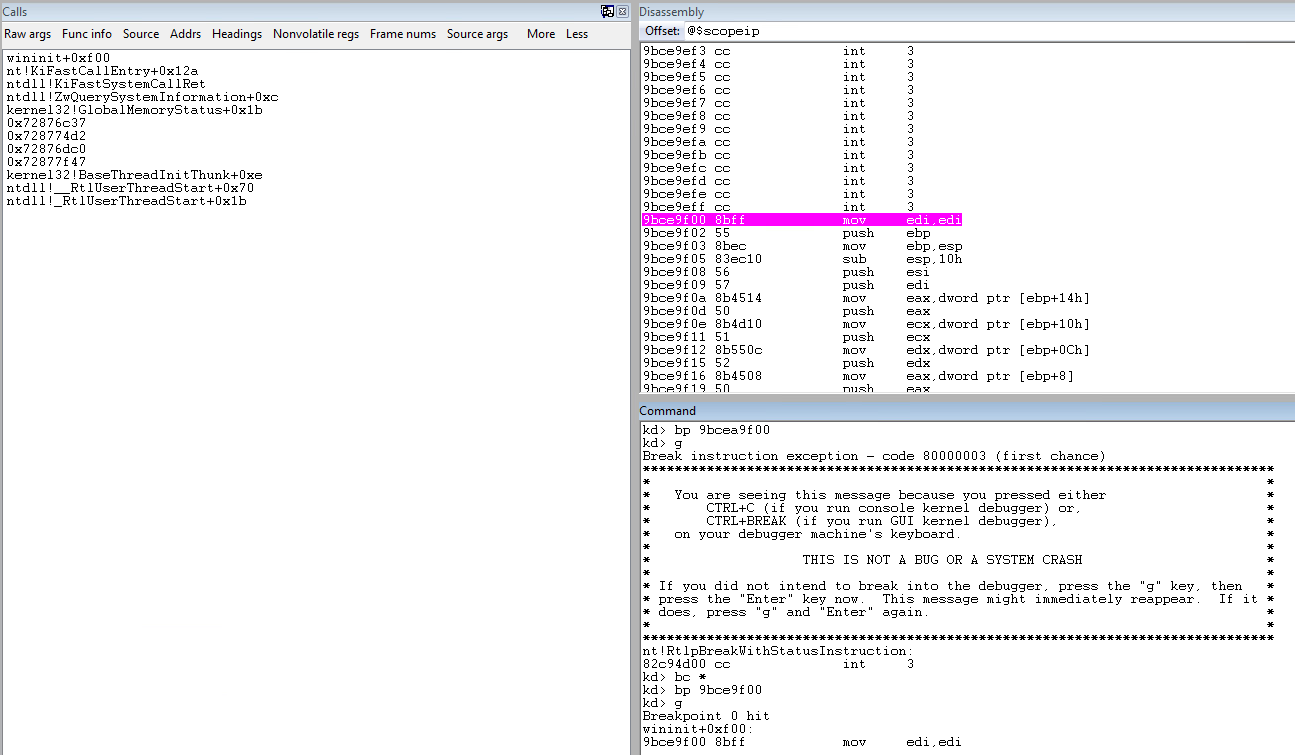 Calls
Raw args Func info Source Addrs Headings Nonvolatile regs Frame nums Source args More Less
wininit+0xf00
nt!KiFastCallEntry+0x12a
ntdll!KiFastSystemCallRet
ntdll!ZwQuerySystemInformation+0xc
kernel32!GlobalMemoryStatus+0x1b
0x72876c37
0x728774d2
0x72876dc0
0x72877f47
kernel32!BaseThreadInitThunk+0xe
ntdll!__RtlUserThreadStart+0x70
ntdll!_RtlUserThreadStart+0x1b
Disassembly
Offset: @$scopeip
9bce9ef3 cc int 3
9bce9ef4 cc int 3
9bce9ef5 cc int 3
9bce9ef6 cc int 3
9bce9ef7 cc int 3
9bce9ef8 cc int 3
9bce9ef9 cc int 3
9bce9efa cc int 3
9bce9efb cc int 3
9bce9efc cc int 3
9bce9efd cc int 3
9bce9efe cc int 3
9bce9eff cc int 3
9bce9f00 8bff mov edi,edi
9bce9f02 55 push ebp
9bce9f03 8bec mov ebp,esp
9bce9f05 83ec10 sub esp,10h
9bce9f08 56 push esi
9bce9f09 57 push edi
9bce9f0a 8b4514 mov eax,dword ptr [ebp+14h]
9bce9f0d 50 push eax
9bce9f0e 8b4d10 mov ecx,dword ptr [ebp+10h]
9bce9f11 51 push ecx
9bce9f12 8b550c mov edx,dword ptr [ebp+0Ch]
9bce9f15 52 push edx
9bce9f16 8b4508 mov eax,dword ptr [ebp+8]
9bce9f19 50 push eax
Command
kd> bp 9bcea9f00
kd> g
Break instruction exception - code 80000003 (first chance)
*******************************************************************************
* *
* You are seeing this message because you pressed either *
* CTRL+C (if you run console kernel debugger) or, *
* CTRL+BREAK (if you run GUI kernel debugger), *
* on your debugger machine's keyboard. *
* *
* THIS IS NOT A BUG OR A SYSTEM CRASH *
* *
* If you did not intend to break into the debugger, press the "g" key, then *
* press the "Enter" key now. This message might immediately reappear. If it *
* does, press "g" and "Enter" again. *
* *
*******************************************************************************
nt!RtlpBreakWithStatusInstruction:
82c94d00 cc int 3
kd> bc *
kd> bp 9bce9f00
kd> g
Breakpoint 0 hit
wininit+0xf00:
9bce9f00 8bff mov edi,edi